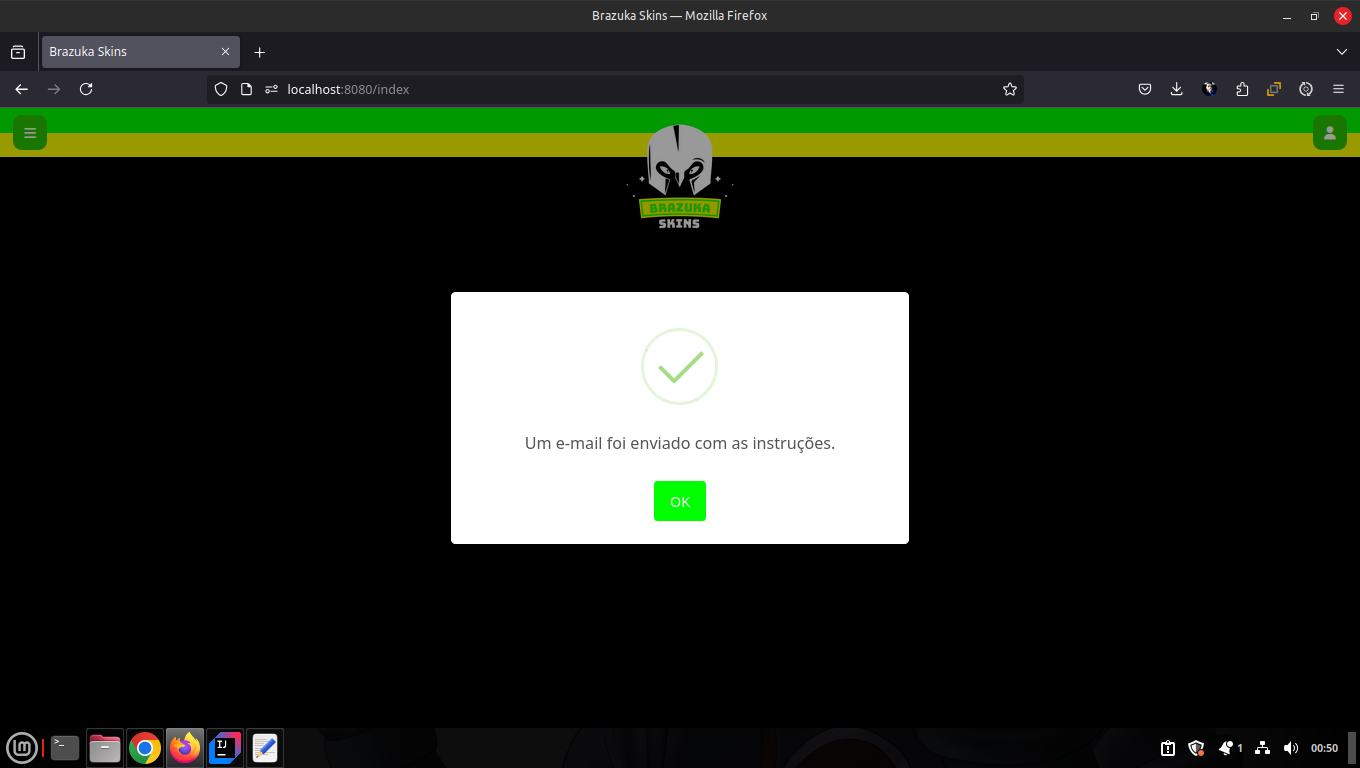 Brazuka Skins — Mozilla Firefox
Brazuka Skins
localhost:8080/index
BRAZUKA
SKINS
Um e-mail foi enviado com as instruções.
OK
1
00:50